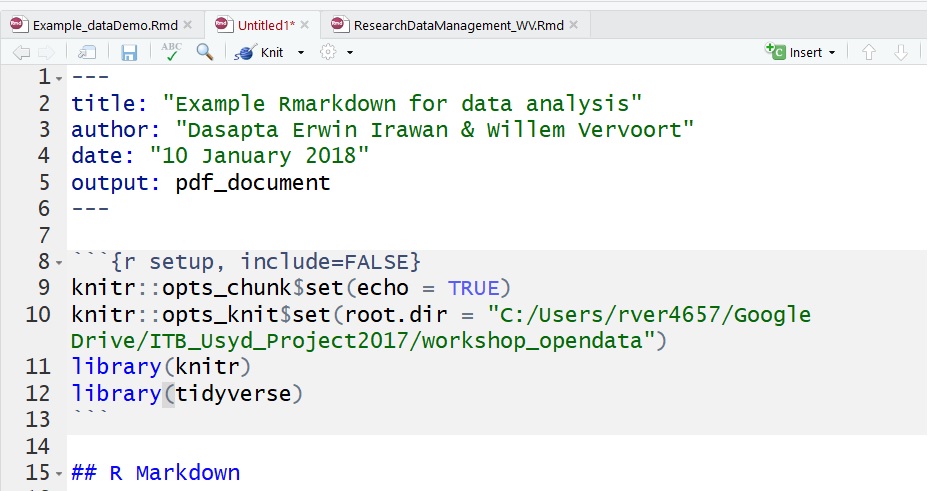 Example_dataDemo.Rmd Untitled1* ResearchDataManagement_WV.Rmd
ABC Knit Insert
1 ---
2 title: "Example Rmarkdown for data analysis"
3 author: "Dasapta Erwin Irawan & Willem Vervoort"
4 date: "10 January 2018"
5 output: pdf_document
6 ---
7
8 ```{r setup, include=FALSE}
9 knitr::opts_chunk$set(echo = TRUE)
10 knitr::opts_knit$set(root.dir = "C:/Users/rver4657/Google
Drive/ITB_Usyd_Project2017/workshop_opendata")
11 library(knitr)
12 library(tidyverse)
13 ```
14
15 ## R Markdown